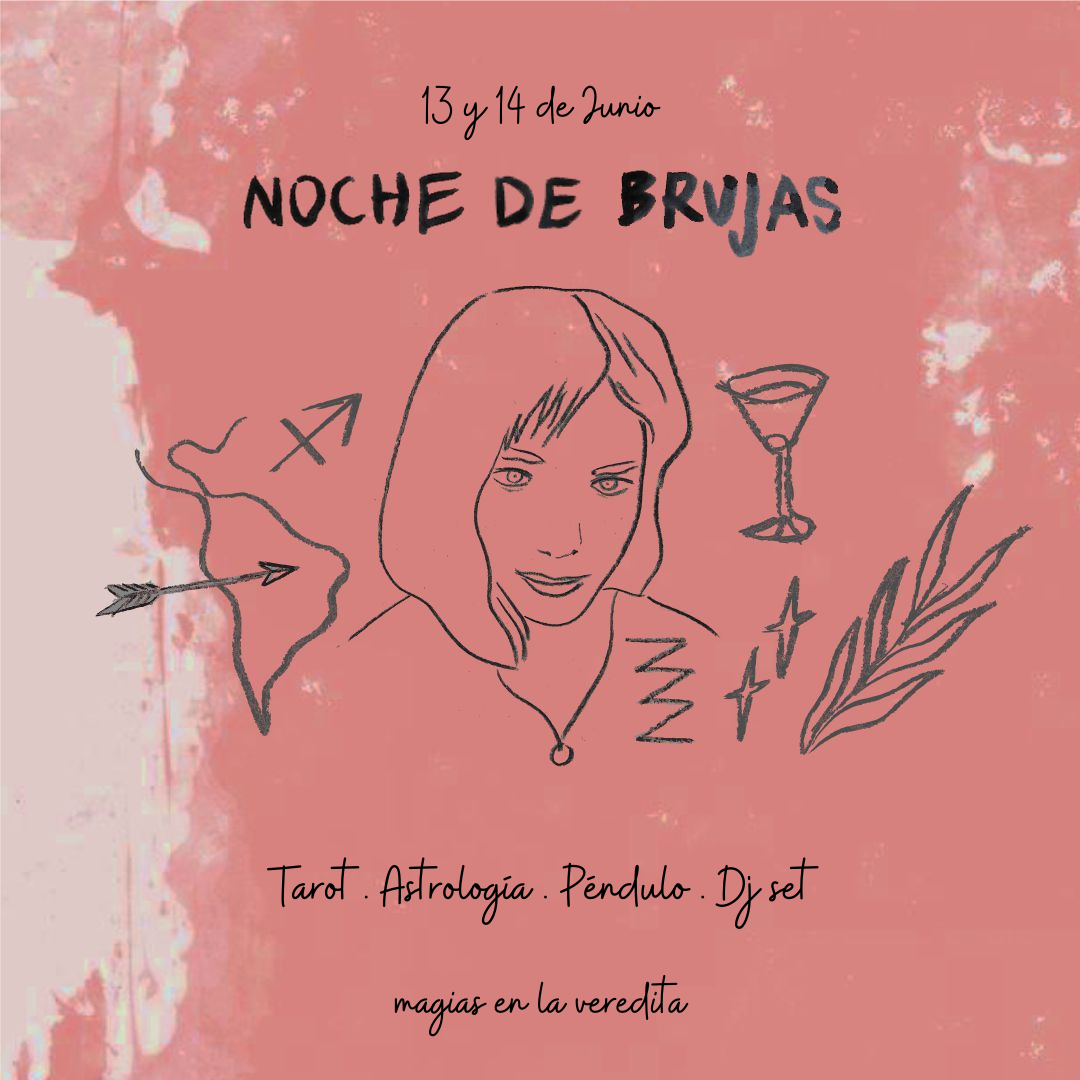 13 y 14 de Junio
NOCHE DE BRUJAS
Tarot . Astrología . Péndulo . Dj set
magias en la veredita